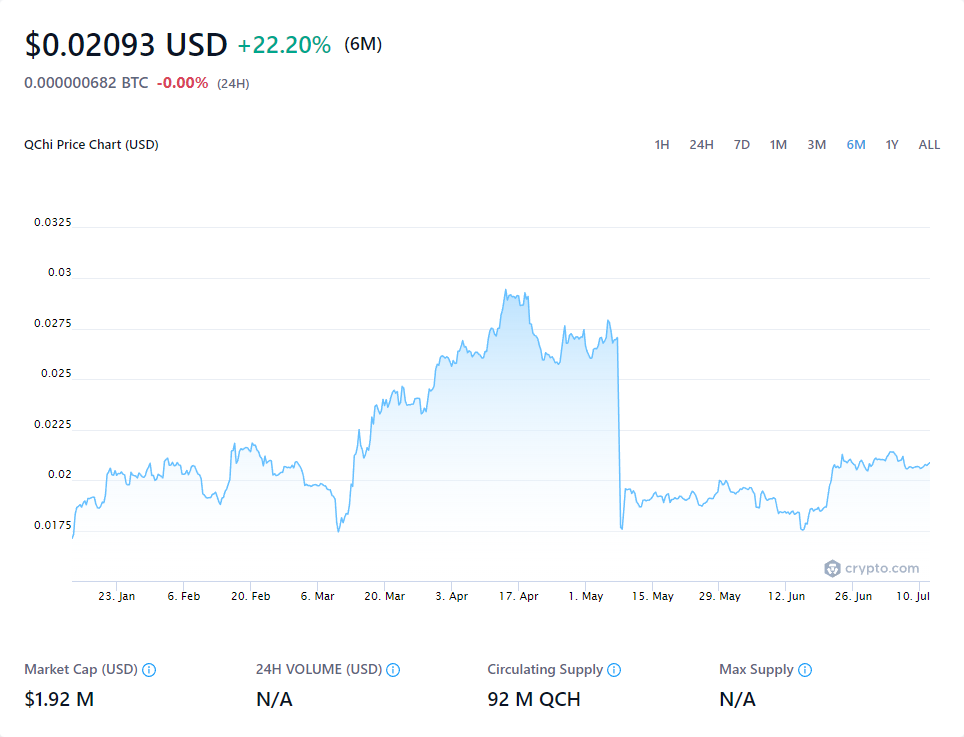 $0.02093 USD +22.20% (6M)
0.000000682 BTC -0.00% (24H)
QChi Price Chart (USD) 1H 24H 7D 1M 3M 6M 1Y ALL
0.0325
0.03
0.0275
0.025
0.0225
0.02
0.0175
crypto.com
23. Jan 6. Feb 20. Feb 6. Mar 20. Mar 3. Apr 17. Apr 1. May 15. May 29. May 12. Jun 26. Jun 10. Jul
Market Cap (USD) 24H VOLUME (USD) Circulating Supply Max Supply
$1.92 M N/A 92 M QCH N/A